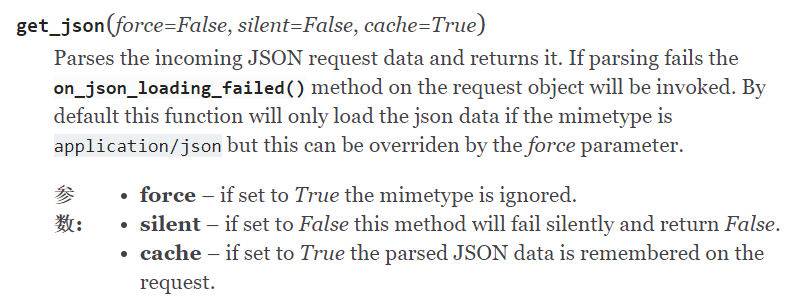 get_json(force=False, silent=False, cache=True)
Parses the incoming JSON request data and returns it. If parsing fails the
on_json_loading_failed() method on the request object will be invoked. By
default this function will only load the json data if the mimetype is
application/json but this can be overriden by the force parameter.
参数:
• force – if set to True the mimetype is ignored.
• silent – if set to False this method will fail silently and return False.
• cache – if set to True the parsed JSON data is remembered on the
request.